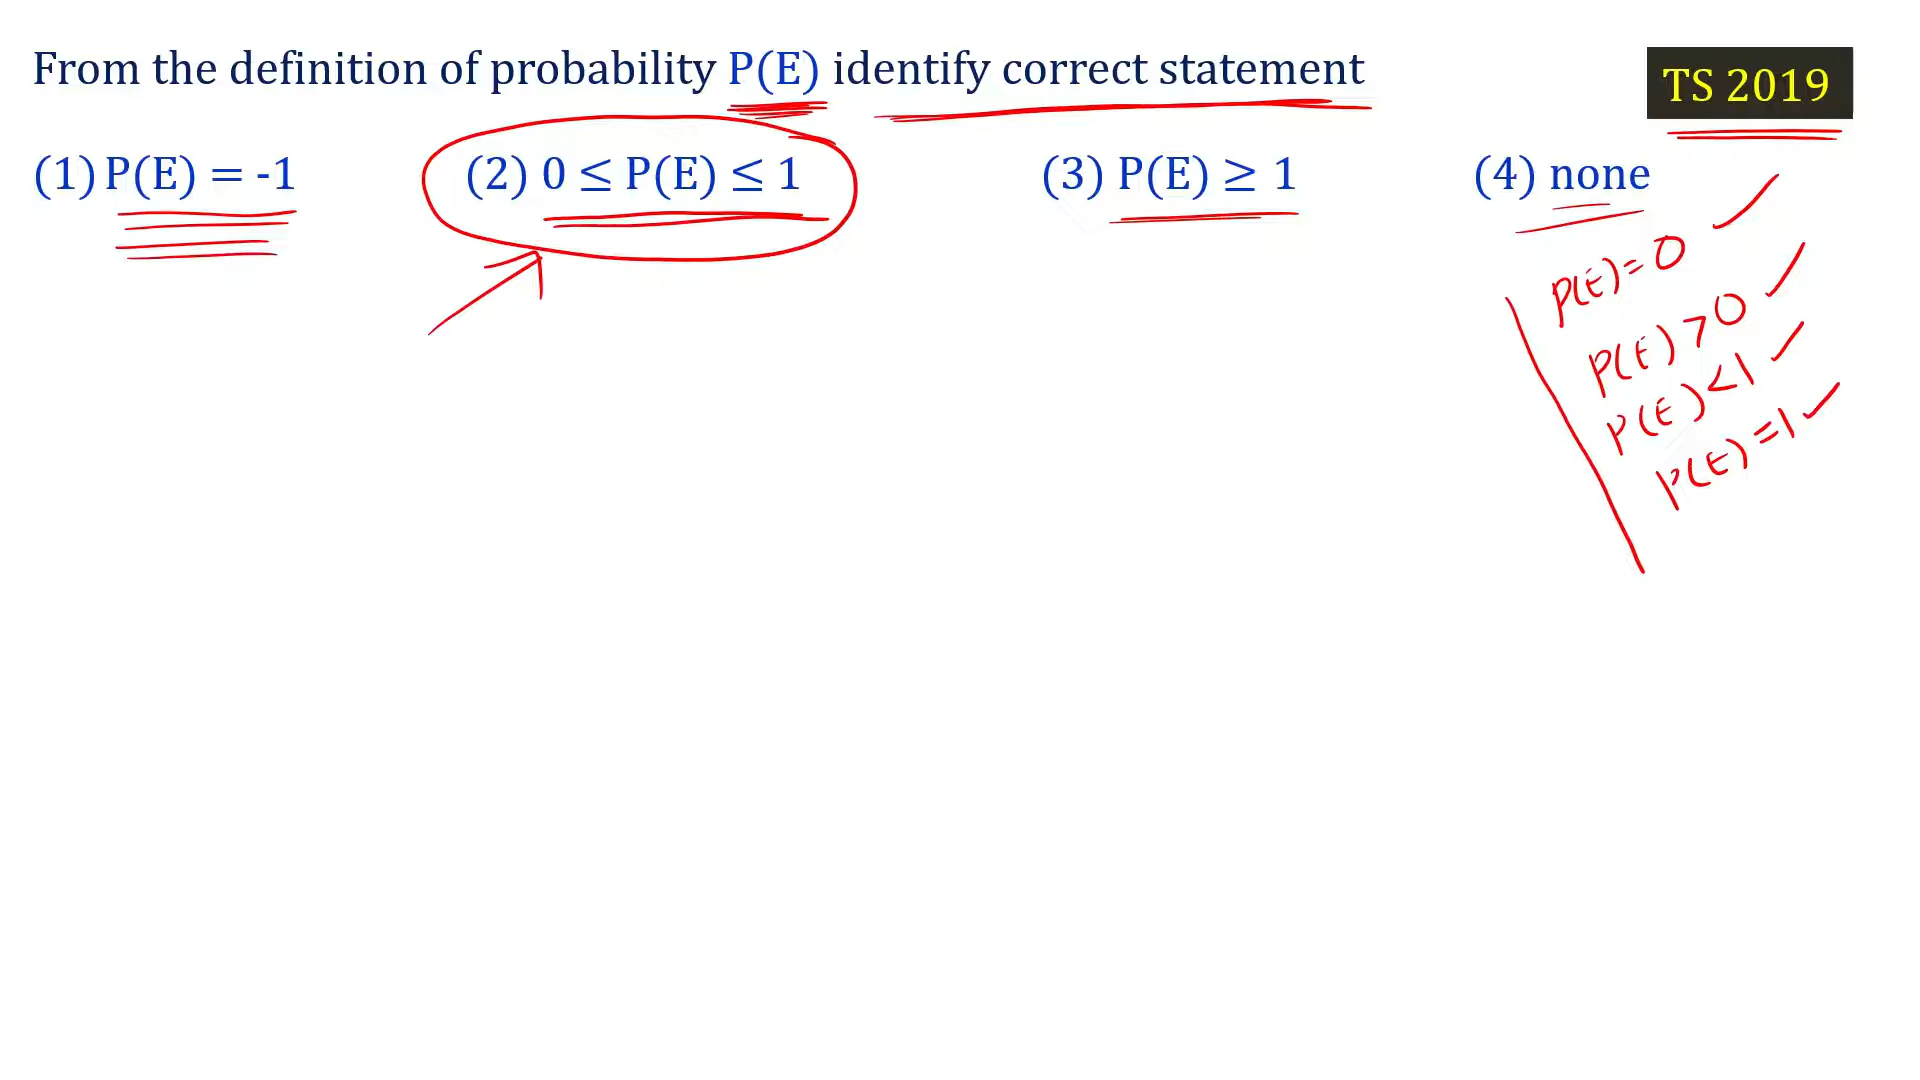 From the definition of probability P(E) identify correct statement
TS 2019
(1) P(E) = -1 (2) 0 ≤ P(E) ≤ 1 (3) P(E) ≥ 1 (4) none
P(E)=0
P(E)>0
P(E)<1
P(E)=1